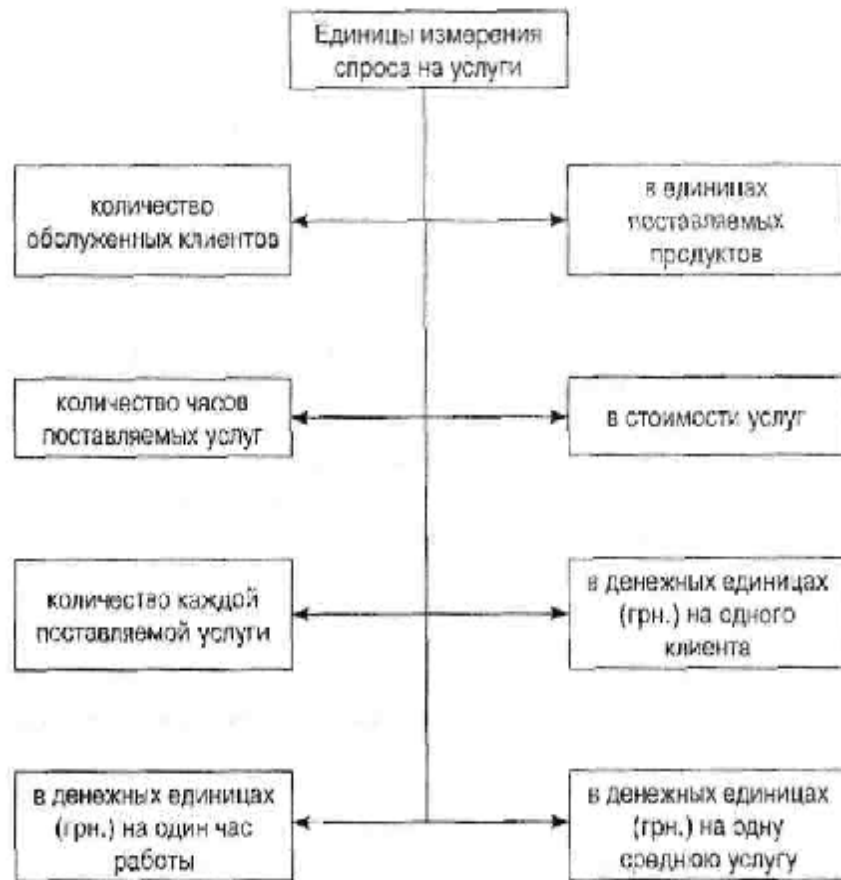 Единицы измерения
спроса на услуги
количество
обслуженных клиентов
в единицах
поставляемых
продуктов
количество часов
поставляемых услуг
в стоимости услуг
количество каждой
поставляемой услуги
в денежных единицах
(грн.) на одного
клиента
в денежных единицах
(грн.) на один час
работы
в денежных единицах
(грн.) на одну
среднюю услугу